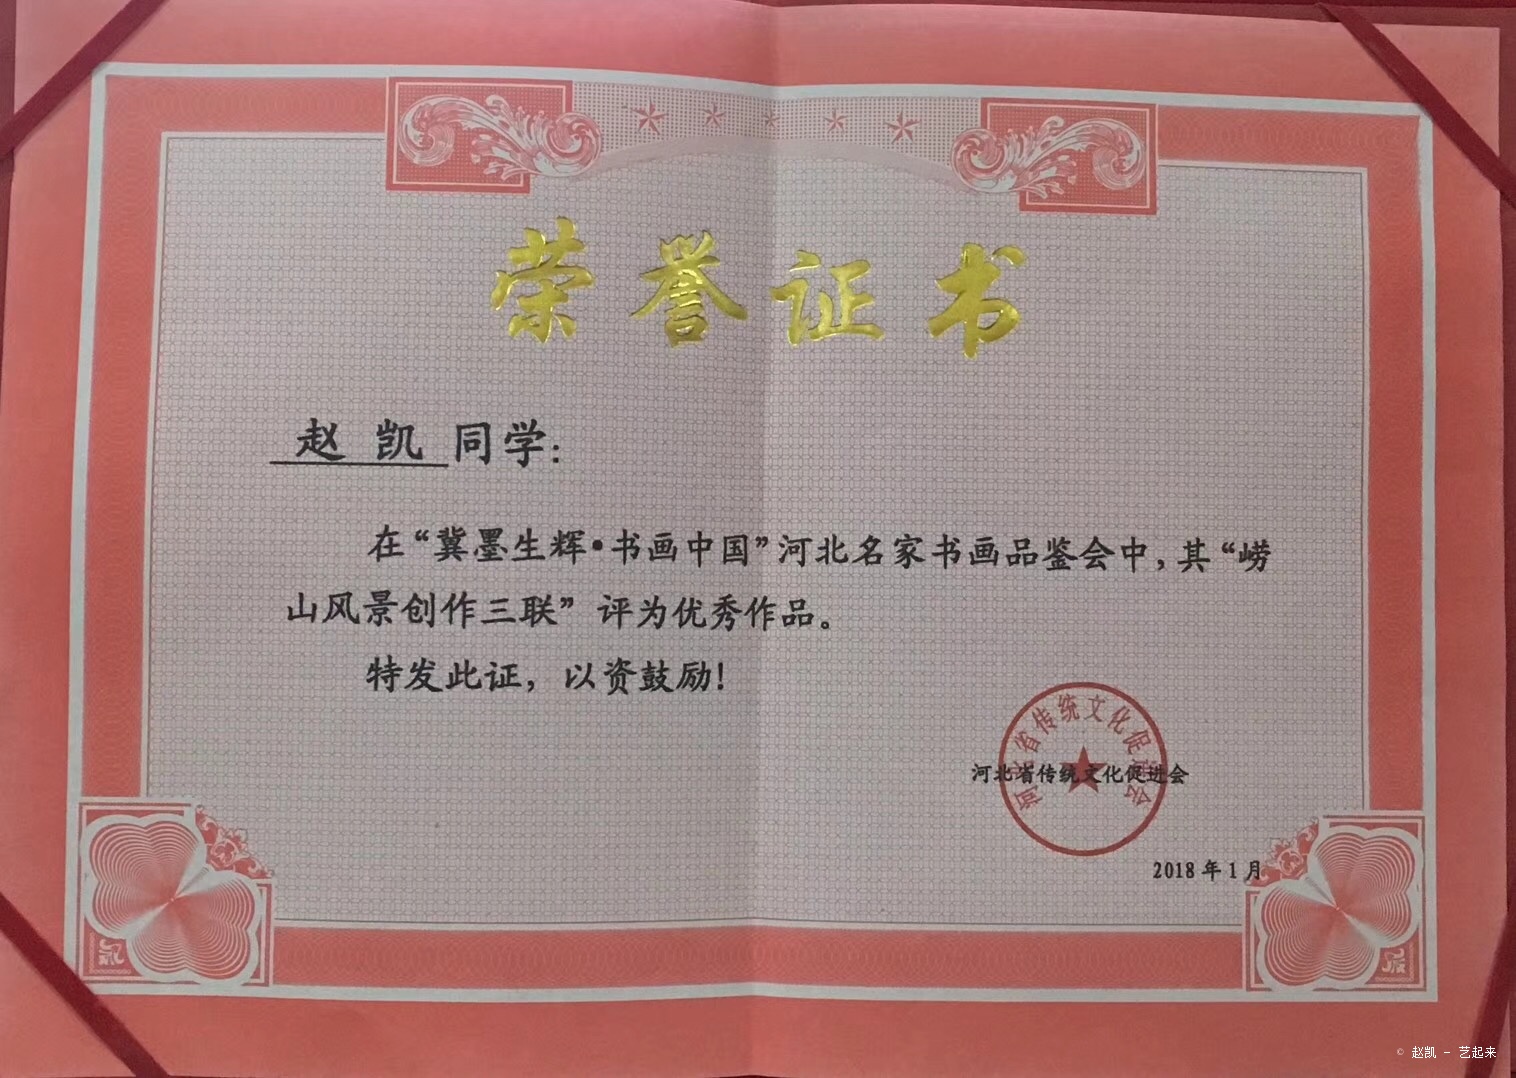 荣誉证书
赵凯同学：
在“冀墨生辉•书画中国”河北名家书画品鉴会中，其“崂
山风景创作三联”评为优秀作品。
特发此证，以资鼓励！
河北省传统文化促进会
河北省传统文化促进会
2018年1月
© 赵凯 - 艺起来